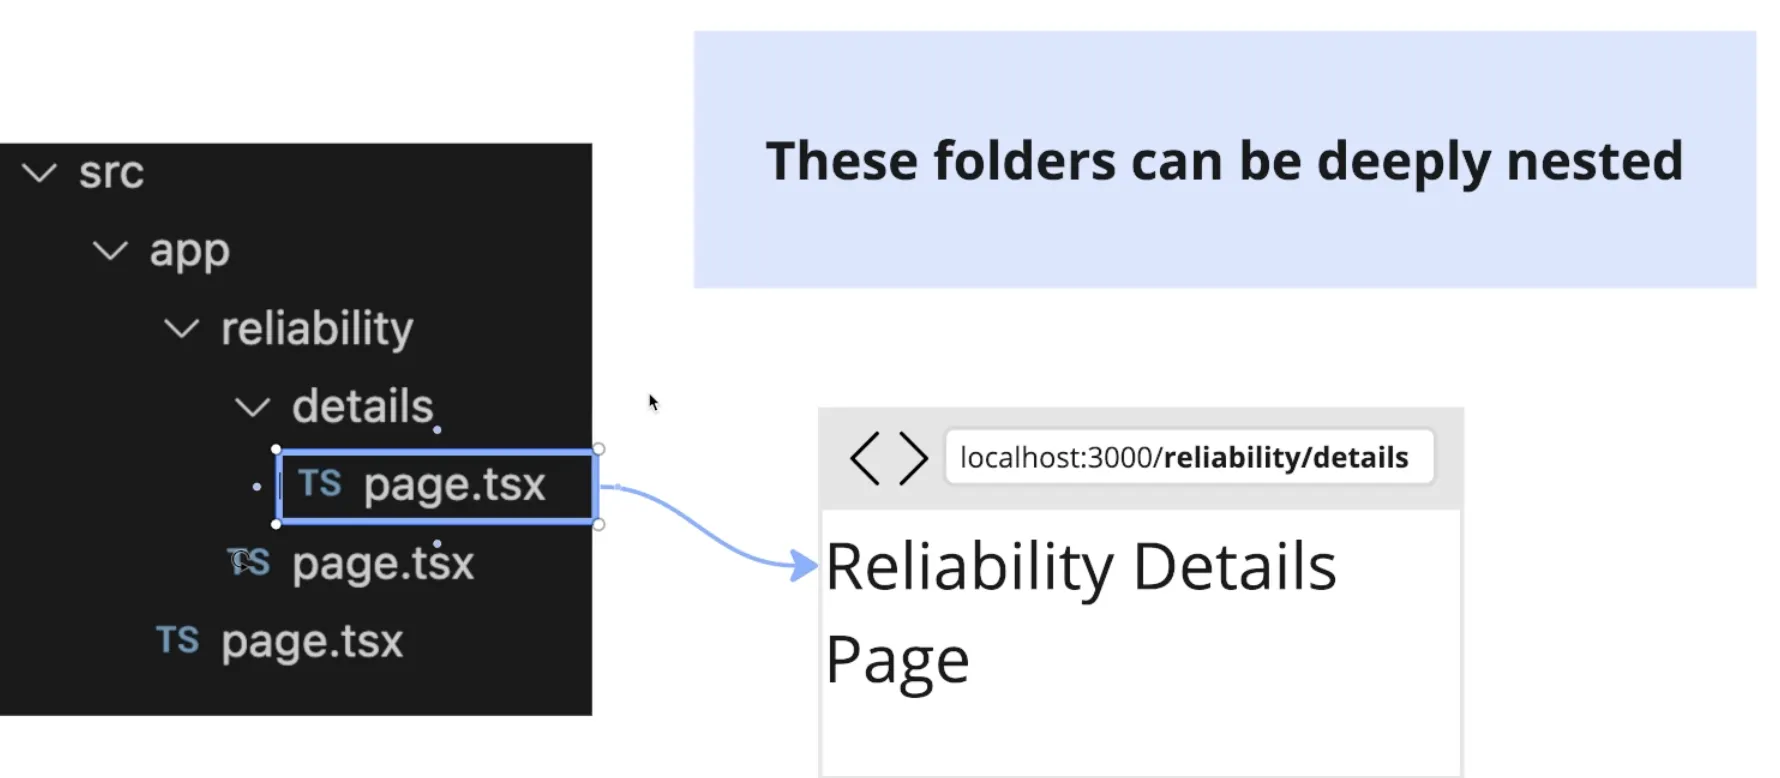 src
app
reliability
details
TS page.tsx
TS page.tsx
TS page.tsx
These folders can be deeply nested
localhost:3000/reliability/details
Reliability Details
Page